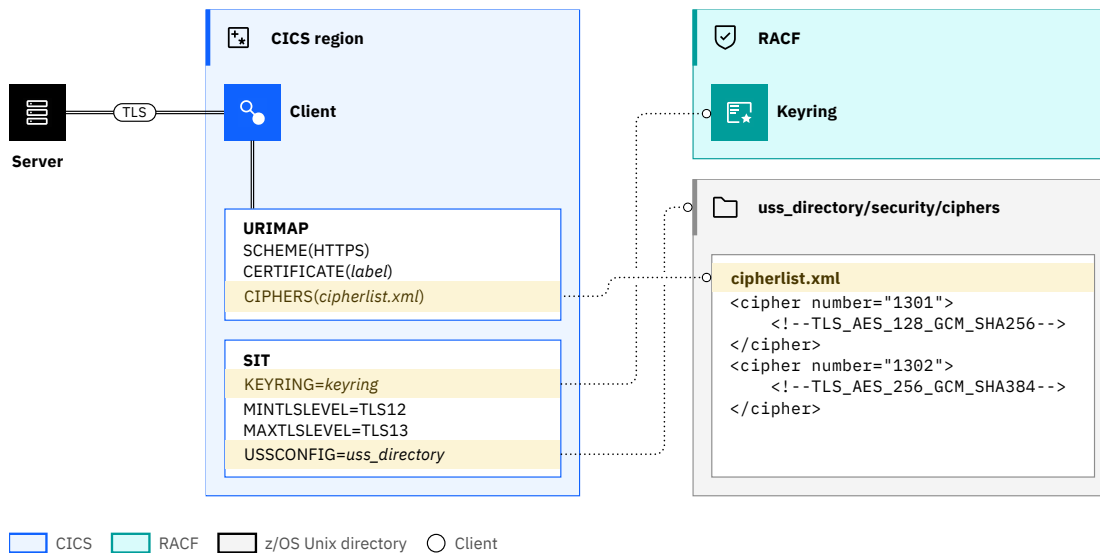 CICS region
TLS
Client
Server
URIMAP
SCHEME(HTTPS)
CERTIFICATE(label)
CIPHERS(cipherlist.xml)
SIT
KEYRING=keyring
MINTLSLEVEL=TLS12
MAXTLSLEVEL=TLS13
USSCONFIG=uss_directory
RACF
Keyring
uss_directory/security/ciphers
cipherlist.xml
<cipher number="1301">
<!--TLS_AES_128_GCM_SHA256-->
</cipher>
<cipher number="1302">
<!--TLS_AES_256_GCM_SHA384-->
</cipher>
CICS
RACF
z/OS Unix directory
Client